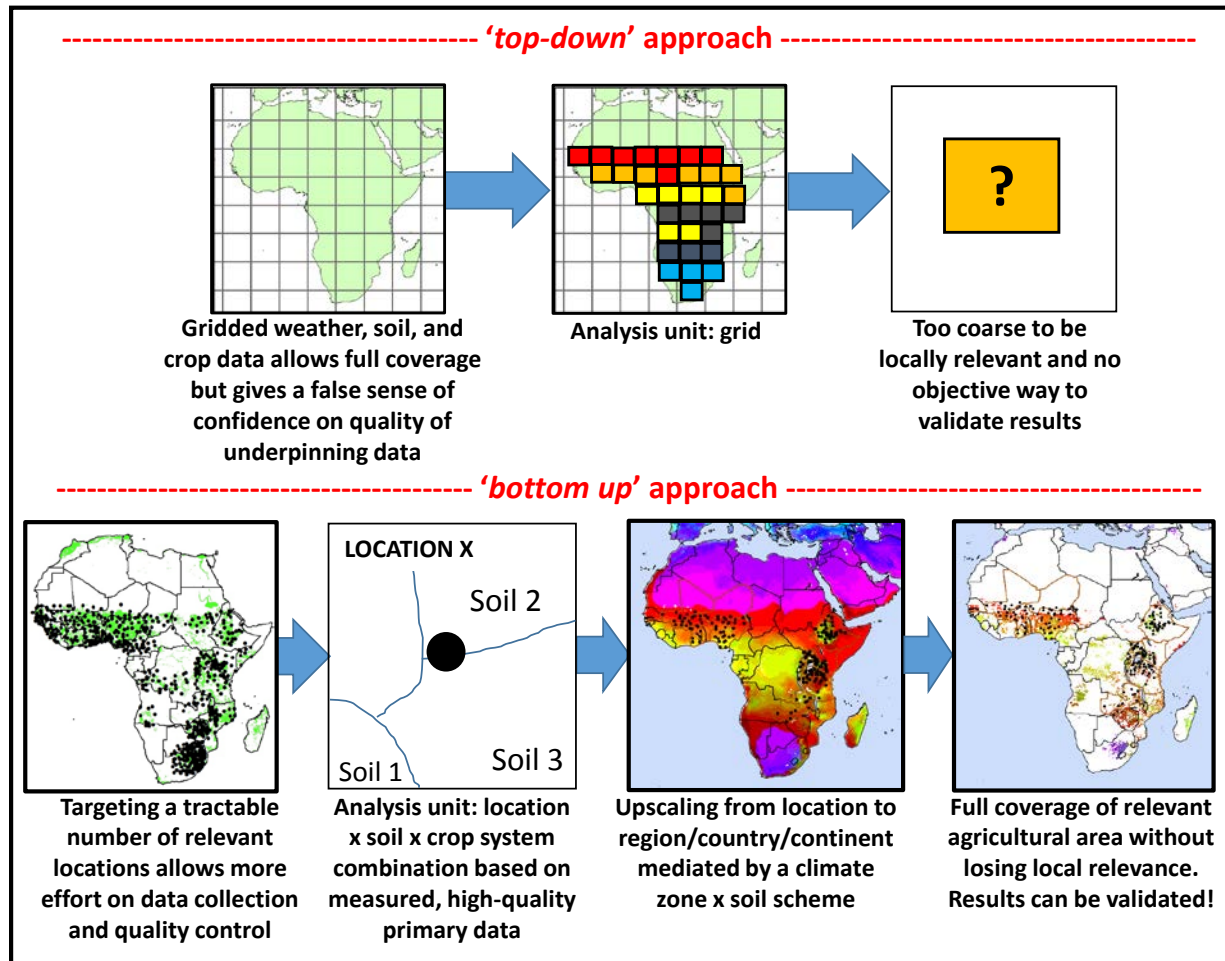 ‘top-down’ approach
?
Gridded weather, soil, and
crop data allows full coverage
but gives a false sense of
confidence on quality of
underpinning data
Analysis unit: grid
Too coarse to be
locally relevant and no
objective way to
validate results
‘bottom up’ approach
LOCATION X
Soil 2
Soil 1
Soil 3
Targeting a tractable
number of relevant
locations allows more
effort on data collection
and quality control
Analysis unit: location
x soil x crop system
combination based on
measured, high-quality
primary data
Upscaling from location to
region/country/continent
mediated by a climate
zone x soil scheme
Full coverage of relevant
agricultural area without
losing local relevance.
Results can be validated!